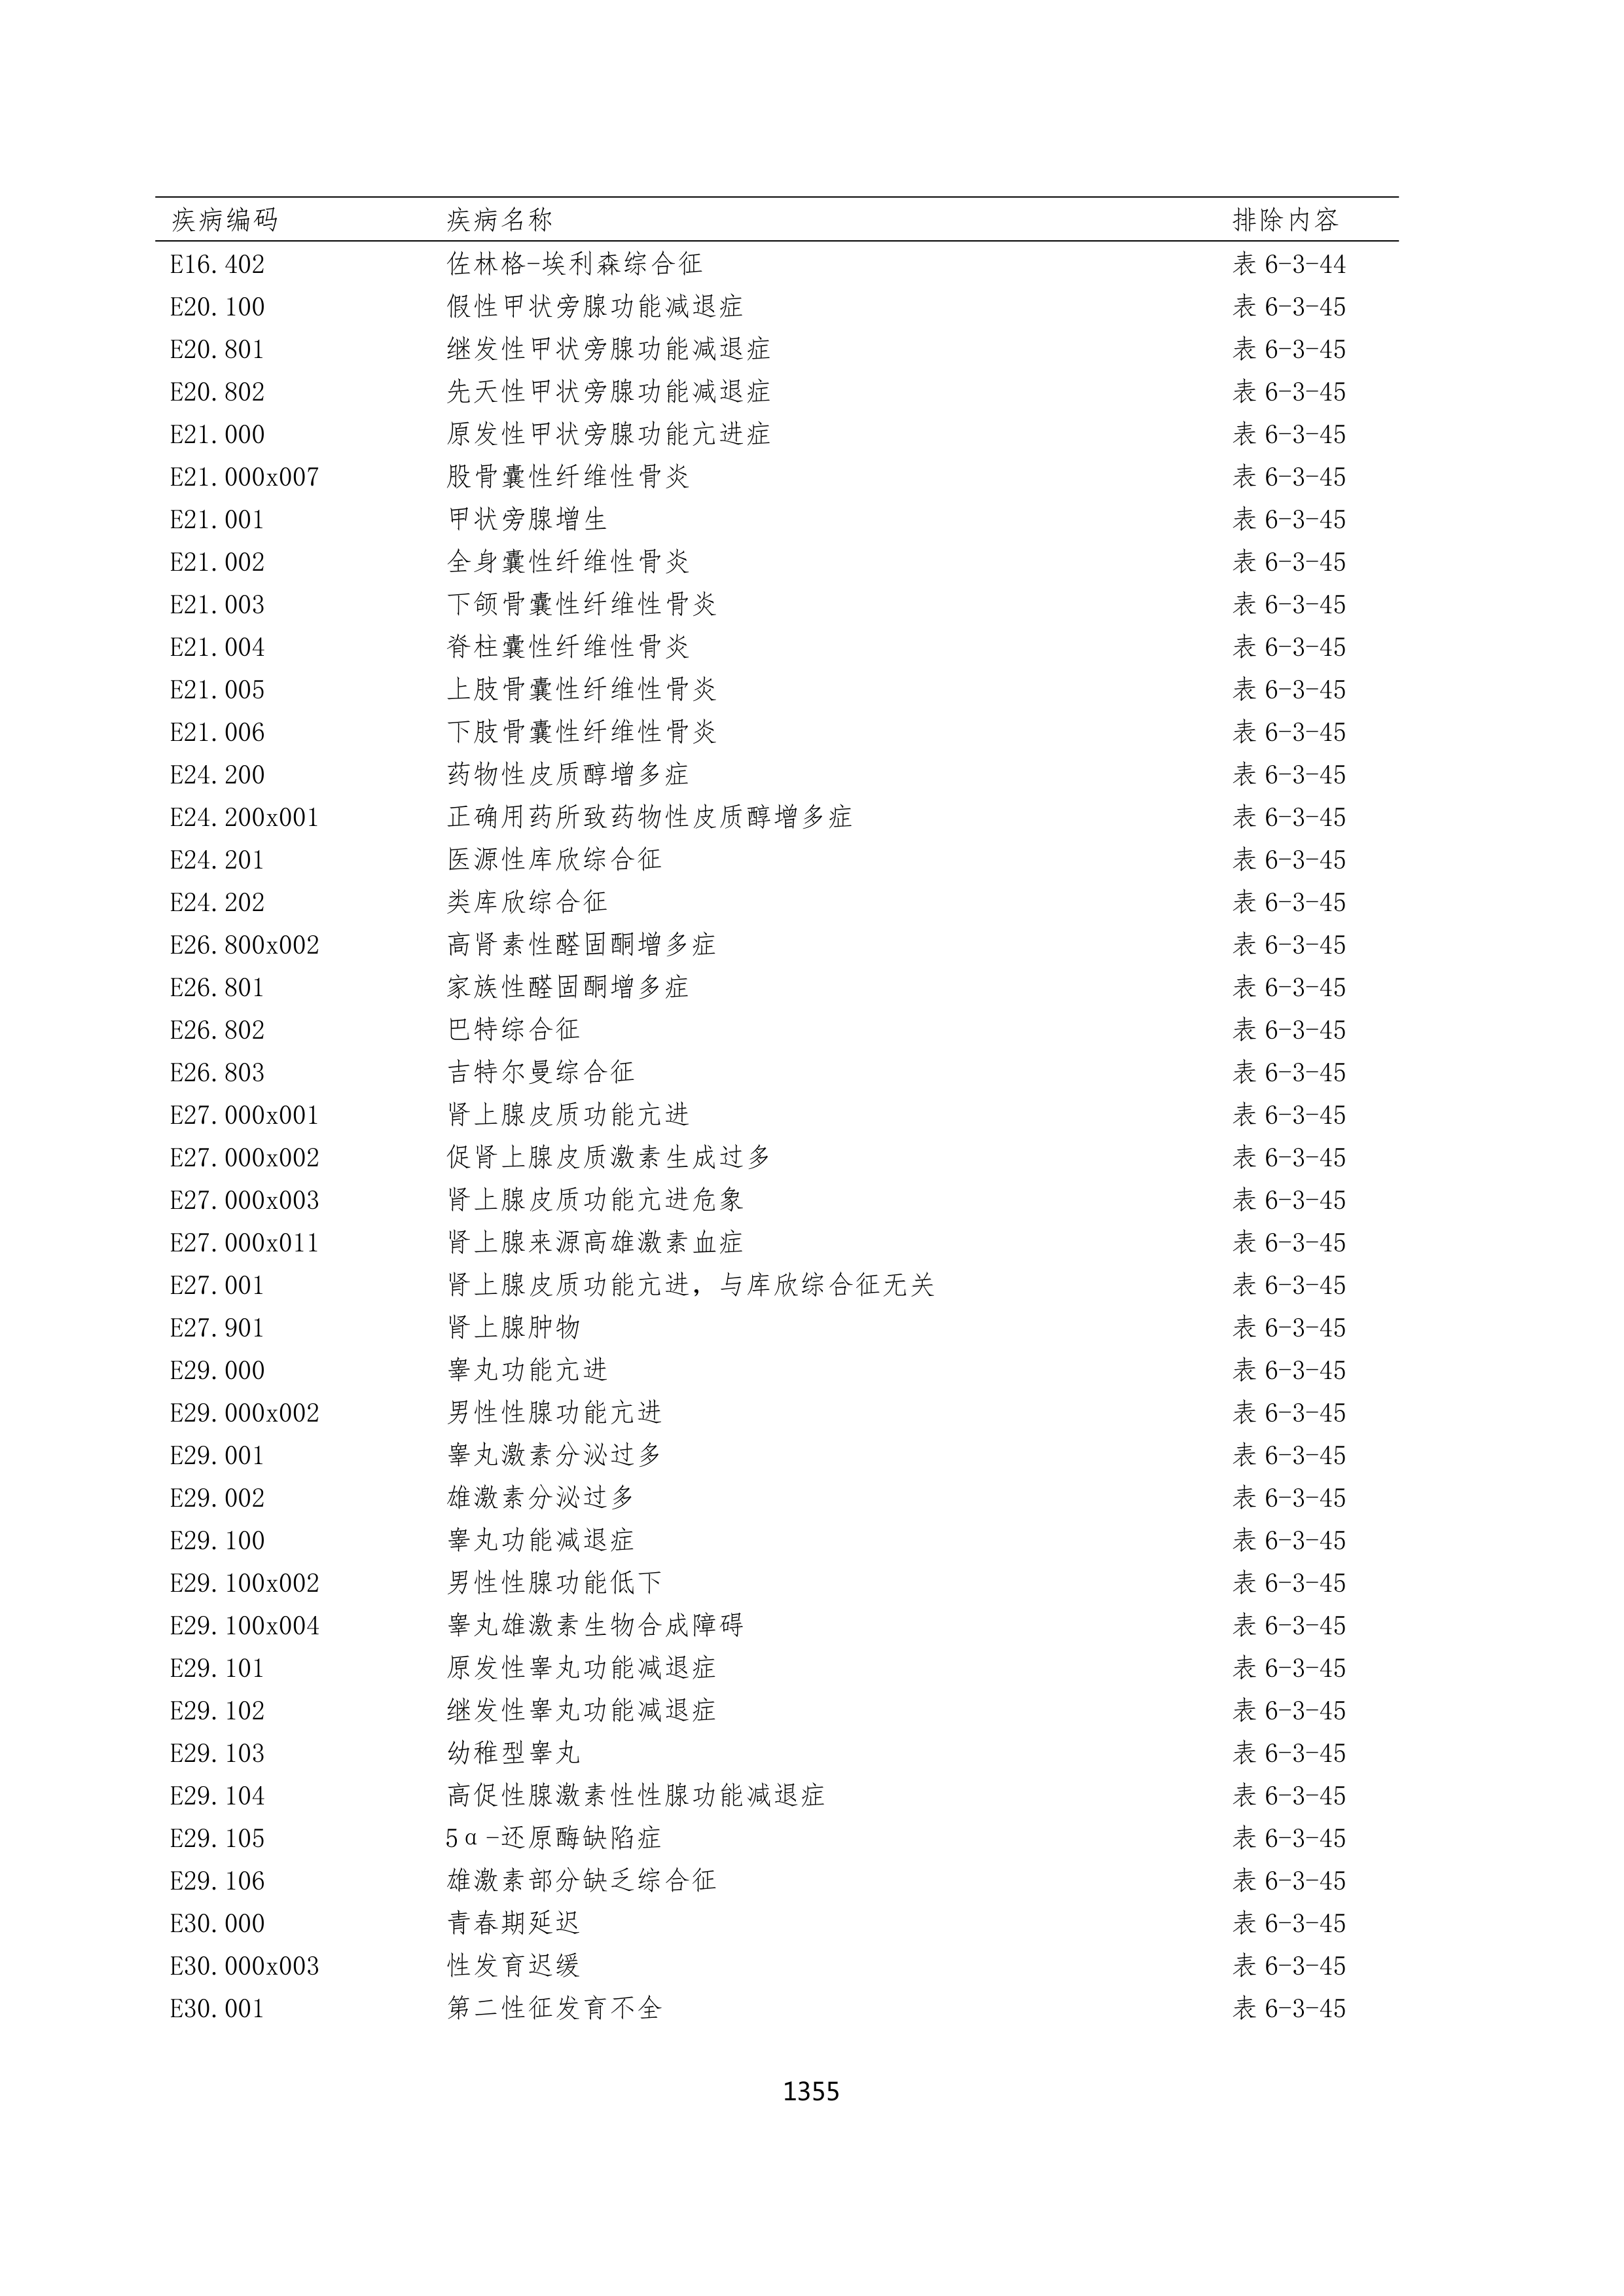 疾病编码 疾病名称 排除内容
E16.402 佐林格-埃利森综合征 表 6-3-44
E20.100 假性甲状旁腺功能减退症 表 6-3-45
E20.801 继发性甲状旁腺功能减退症 表 6-3-45
E20.802 先天性甲状旁腺功能减退症 表 6-3-45
E21.000 原发性甲状旁腺功能亢进症 表 6-3-45
E21.000x007 股骨囊性纤维性骨炎 表 6-3-45
E21.001 甲状旁腺增生 表 6-3-45
E21.002 全身囊性纤维性骨炎 表 6-3-45
E21.003 下颌骨囊性纤维性骨炎 表 6-3-45
E21.004 脊柱囊性纤维性骨炎 表 6-3-45
E21.005 上肢骨囊性纤维性骨炎 表 6-3-45
E21.006 下肢骨囊性纤维性骨炎 表 6-3-45
E24.200 药物性皮质醇增多症 表 6-3-45
E24.200x001 正确用药所致药物性皮质醇增多症 表 6-3-45
E24.201 医源性库欣综合征 表 6-3-45
E24.202 类库欣综合征 表 6-3-45
E26.800x002 高肾素性醛固酮增多症 表 6-3-45
E26.801 家族性醛固酮增多症 表 6-3-45
E26.802 巴特综合征 表 6-3-45
E26.803 吉特尔曼综合征 表 6-3-45
E27.000x001 肾上腺皮质功能亢进 表 6-3-45
E27.000x002 促肾上腺皮质激素生成过多 表 6-3-45
E27.000x003 肾上腺皮质功能亢进危象 表 6-3-45
E27.000x011 肾上腺来源高雄激素血症 表 6-3-45
E27.001 肾上腺皮质功能亢进，与库欣综合征无关 表 6-3-45
E27.901 肾上腺肿物 表 6-3-45
E29.000 睾丸功能亢进 表 6-3-45
E29.000x002 男性性腺功能亢进 表 6-3-45
E29.001 睾丸激素分泌过多 表 6-3-45
E29.002 雄激素分泌过多 表 6-3-45
E29.100 睾丸功能减退症 表 6-3-45
E29.100x002 男性性腺功能低下 表 6-3-45
E29.100x004 睾丸雄激素生物合成障碍 表 6-3-45
E29.101 原发性睾丸功能减退症 表 6-3-45
E29.102 继发性睾丸功能减退症 表 6-3-45
E29.103 幼稚型睾丸 表 6-3-45
E29.104 高促性腺激素性性腺功能减退症 表 6-3-45
E29.105 5α-还原酶缺陷症 表 6-3-45
E29.106 雄激素部分缺乏综合征 表 6-3-45
E30.000 青春期延迟 表 6-3-45
E30.000x003 性发育迟缓 表 6-3-45
E30.001 第二性征发育不全 表 6-3-45
1355